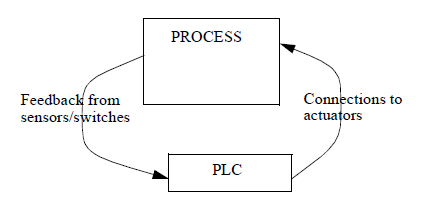 PROCESS
Feedback from
sensors/switches
Connections to
actuators
PLC